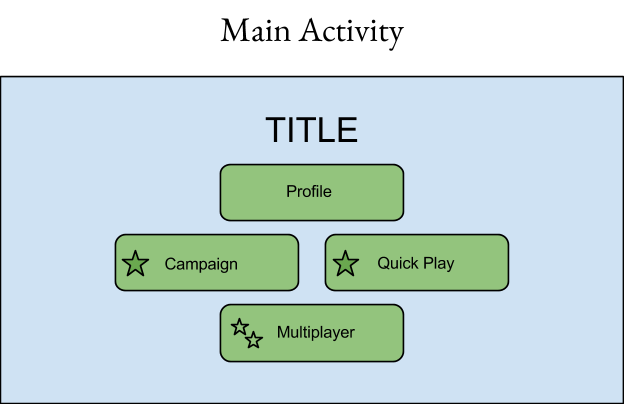 Main Activity
TITLE
Profile
Campaign
Quick Play
Multiplayer